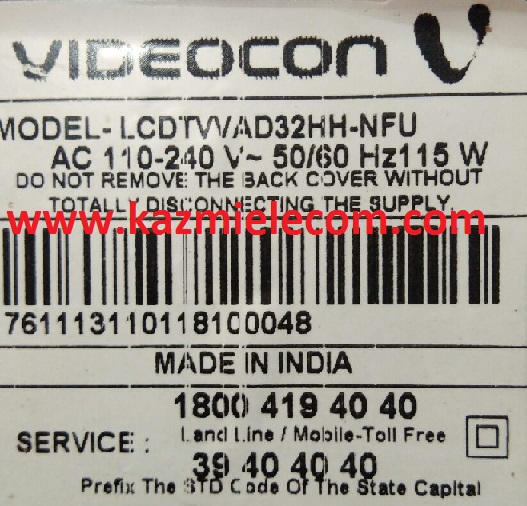 VIDEOCON V
MODEL- LCDTVVAD32HH-NFU
AC 110-240 V~ 50/60 Hz115 W
DO NOT REMOVE THE BACK COVER WITHOUT
TOTALLY DISCONNECTING THE SUPPLY.
www.kazmielecom.com
761113110118100048
MADE IN INDIA
1800 419 40 40
SERVICE : Land Line / Mobile-Toll Free
39 40 40 40
Prefix The STD Code Of The State Capital